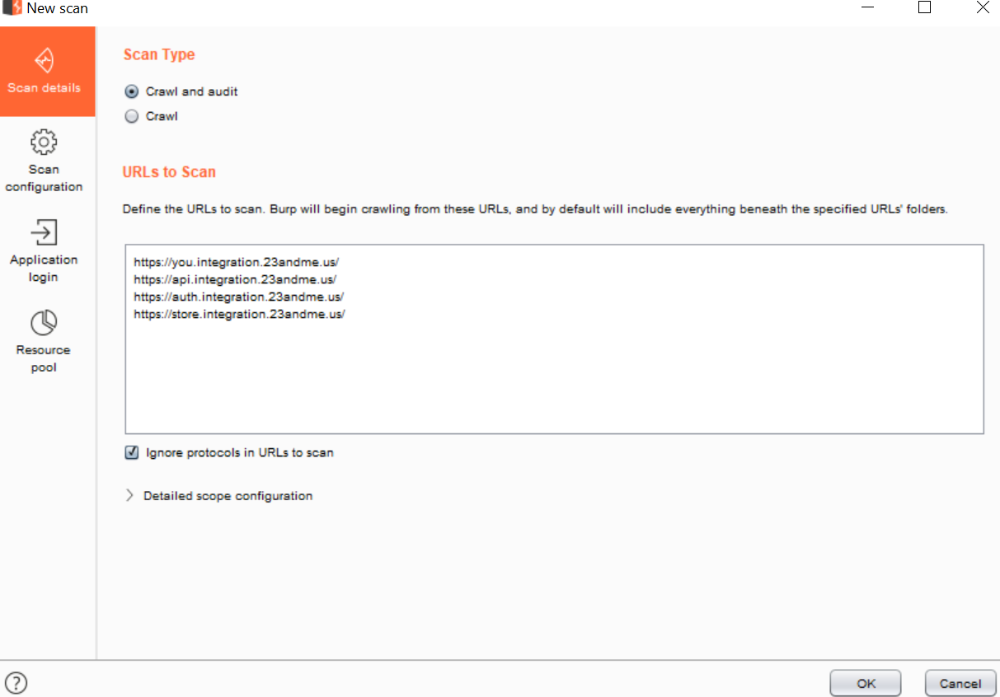 New scan
Scan details
Scan
configuration
Application
login
Resource
pool
Scan Type
Crawl and audit
Crawl
URLs to Scan
Define the URLs to scan. Burp will begin crawling from these URLs, and by default will include everything beneath the specified URLs' folders.
https://you.integration.23andme.us/
https://api.integration.23andme.us/
https://auth.integration.23andme.us/
https://store.integration.23andme.us/
Ignore protocols in URLs to scan
Detailed scope configuration
?
OK
Cancel